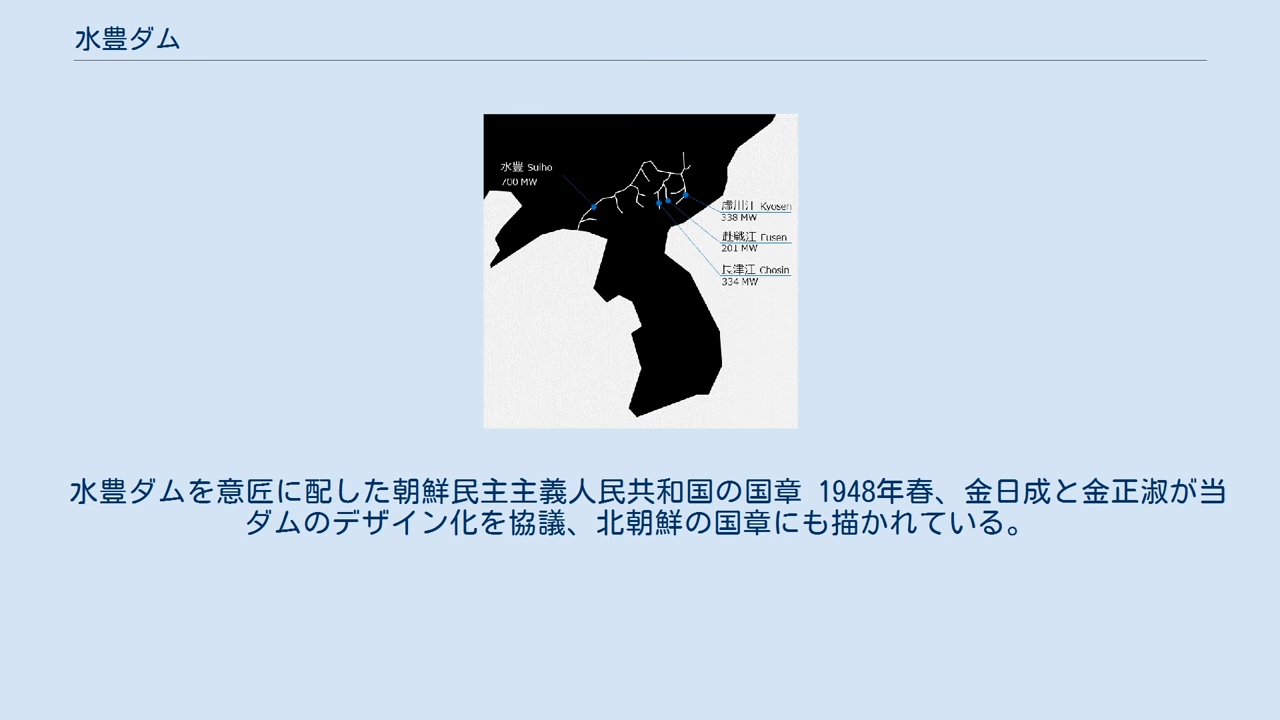 水豊ダム
水豊 Suiho
700 MW
虚川江 Kyosen
338 MW
赴戦江 Fusen
201 MW
長津江 Chosin
334 MW
水豊ダムを意匠に配した朝鮮民主主義人民共和国の国章 1948年春、金日成と金正淑が当
ダムのデザイン化を協議、北朝鮮の国章にも描かれている。